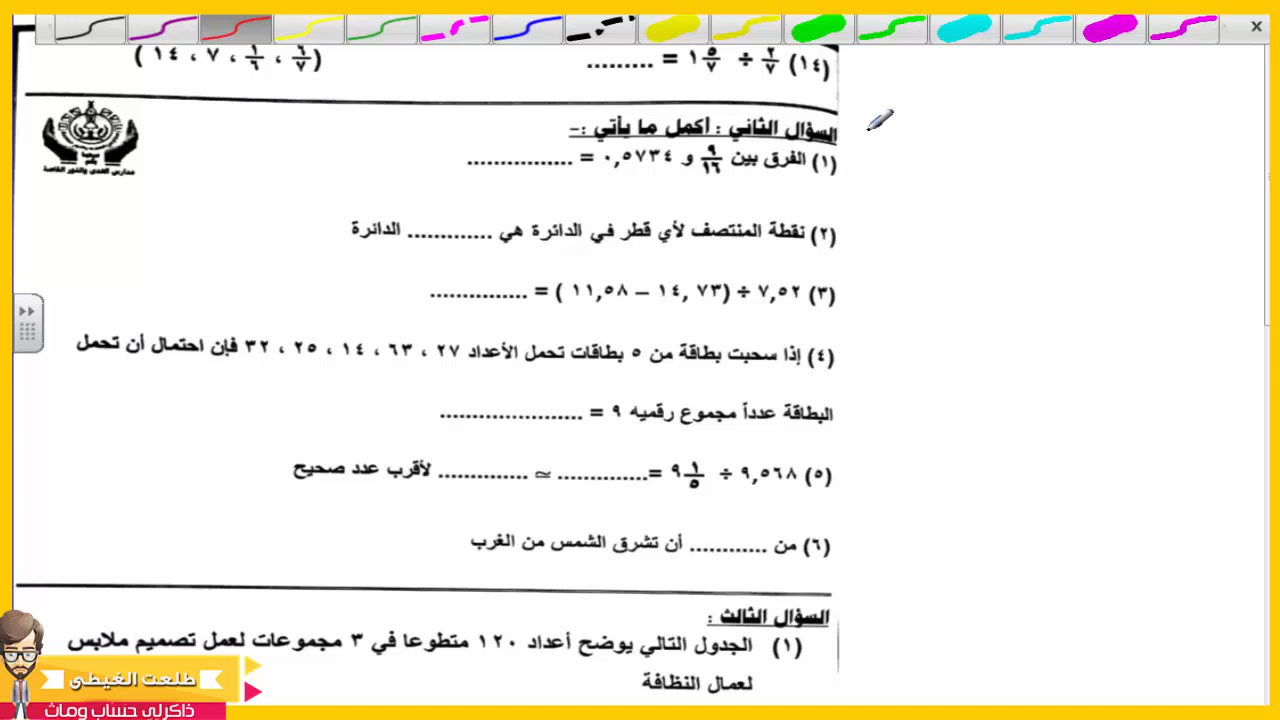 X
(١٤) ٢/٧ ÷ ١ ٥/٧ = ......... ( ٦/٧ ، ١/٦ ، ٧ ، ١٤ )
السؤال الثاني : أكمل ما يأتي :-
مدارس الهدى والنور الخاصة
(١) الفرق بين ٩/١٦ و ٠,٥٧٣٤ = ................
(٢) نقطة المنتصف لأي قطر في الدائرة هي ............. الدائرة
(٣) ٧,٥٢ ÷ (٧٣ ,١٤ – ١١,٥٨ ) = ...............
(٤) إذا سحبت بطاقة من ٥ بطاقات تحمل الأعداد ٢٧ ، ٦٣ ، ١٤ ، ٢٥ ، ٣٢ فإن احتمال أن تحمل
البطاقة عدداً مجموع رقميه ٩ = ......................
(٥) ٩,٥٦٨ ÷ ٩ ١/٥ =.............. ≃ .............. لأقرب عدد صحيح
(٦) من ............ أن تشرق الشمس من الغرب
السؤال الثالث :
(١) الجدول التالي يوضح أعداد ١٢٠ متطوعا في ٣ مجموعات لعمل تصميم ملابس
لعمال النظافة
طلعت الغيطى
ذاكرلى حساب وماث